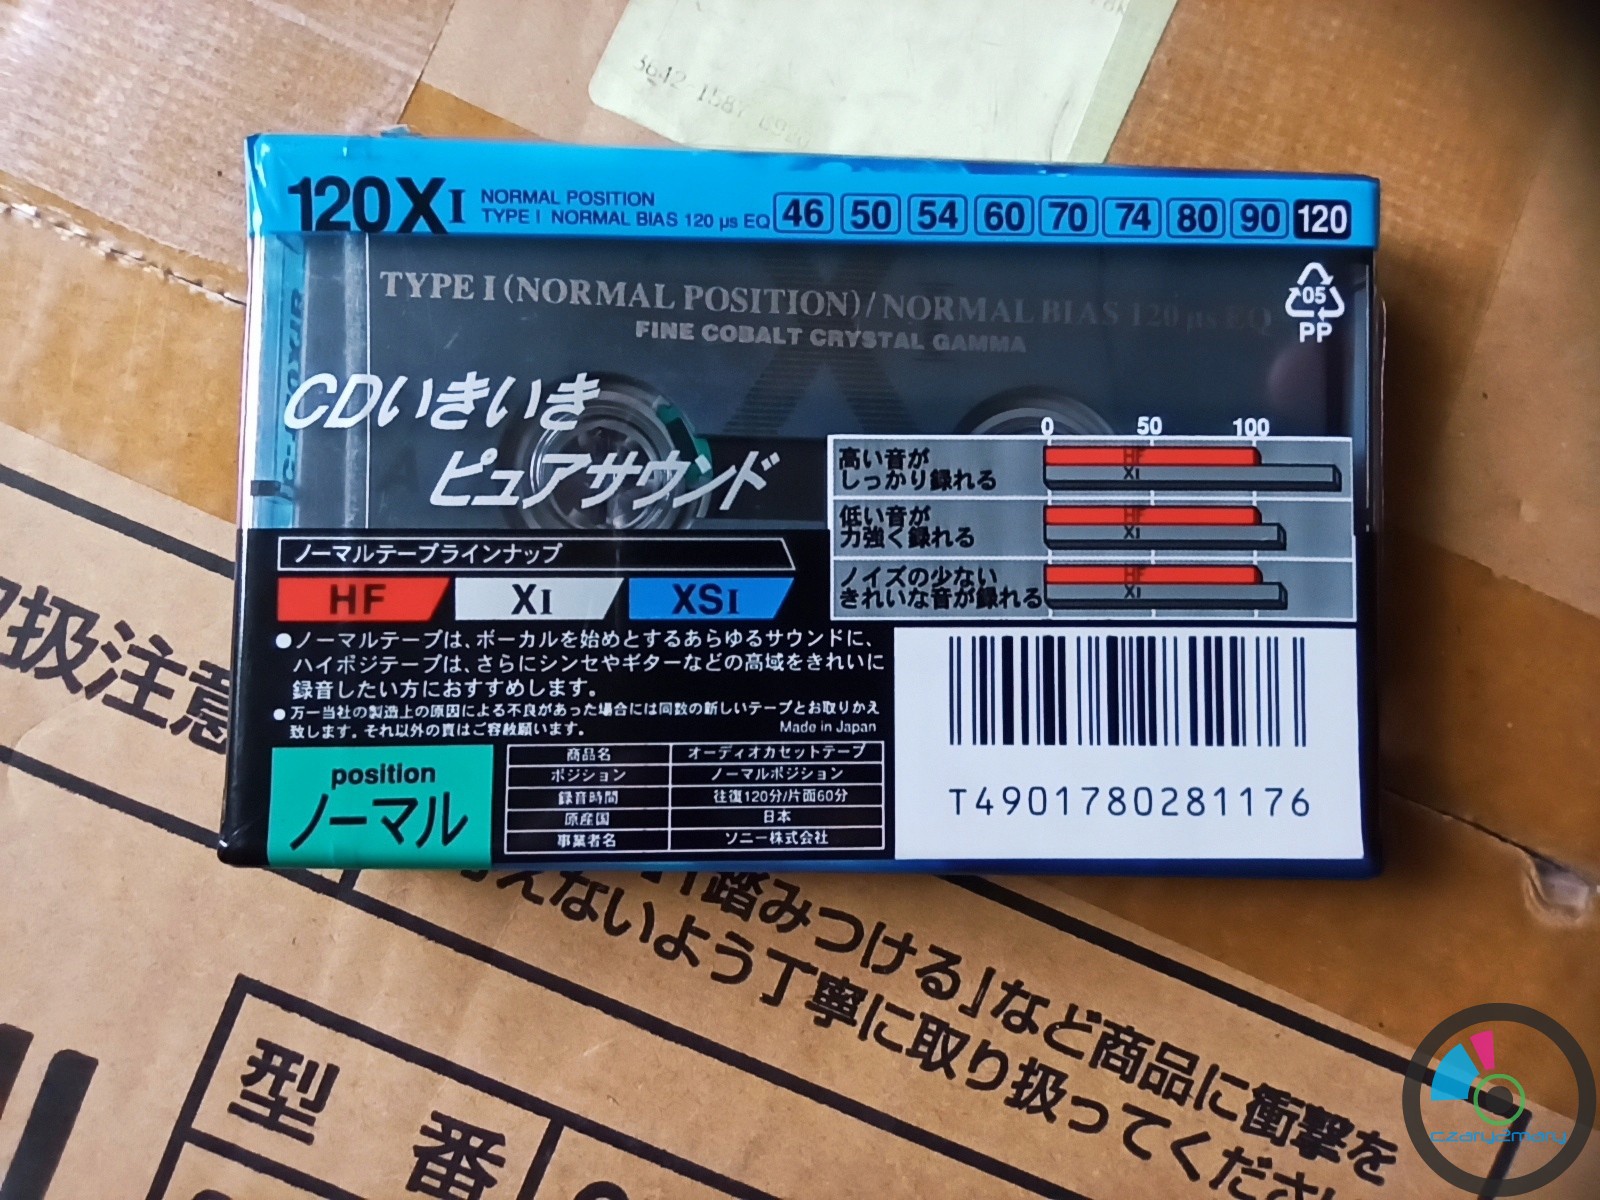 3642-1587
120XI
NORMAL POSITION
TYPE I NORMAL BIAS 120 μs EQ
46 50 54 60 70 74 80 90 120
TYPE I (NORMAL POSITION)/NORMAL BIAS 120 μs EQ
FINE COBALT CRYSTAL GAMMA
05
PP
CDいきいき
ピュアサウンド
0 50 100
高い音が
しっかり録れる
HF
XI
低い音が
力強く録れる
HF
XI
ノイズの少ない
きれいな音が録れる
HF
XI
ノーマルテープラインナップ
HF XI XSI
●ノーマルテープは、ボーカルを始めとするあらゆるサウンドに、
ハイポジテープは、さらにシンセやギターなどの高域をきれいに
録音したい方におすすめします。
●万一当社の製造上の原因による不良があった場合には同数の新しいテープとお取りかえ
致します。それ以外の責はご容赦願います。
Made in Japan
position
ノーマル
商品名 オーディオカセットテープ
ポジション ノーマルポジション
録音時間 往復120分/片面60分
原産国 日本
事業者名 ソニー株式会社
T4901780281176
扱注意
踏みつける」など商品に衝撃を
えないよう丁寧に取り扱ってくださ
型番
czary2mary